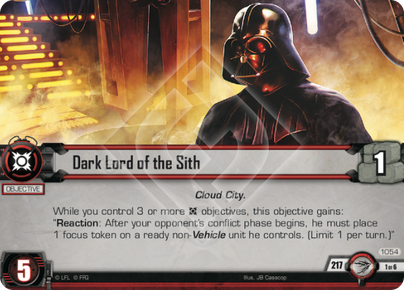 Dark Lord of the Sith
1
OBJECTIVE
Cloud City.
While you control 3 or more objectives, this objective gains:
"Reaction: After your opponent's conflict phase begins, he must place
1 focus token on a ready non-Vehicle unit he controls. (Limit 1 per turn.)"
1054
5
© LFL © FFG
Illus. JB Casacop
217
1 of 6